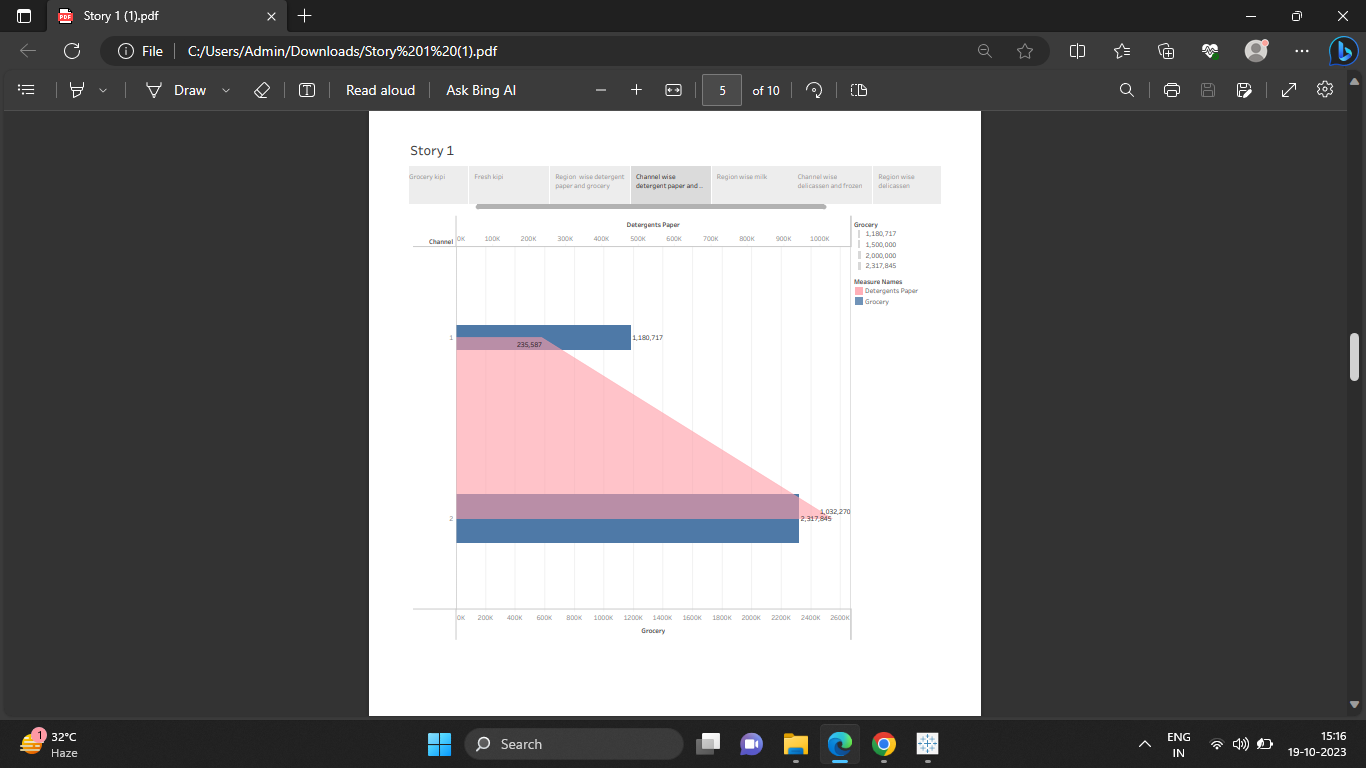 Story 1 (1).pdf
File
C:/Users/Admin/Downloads/Story%201%20(1).pdf
Draw
Read aloud
Ask Bing AI
5
of 10
Story 1
Grocery kipi
Fresh kipi
Region wise detergent
paper and grocery
Channel wise
detergent paper and ..
Region wise milk
Channel wise
delicassen and frozen
Region wise
delicassen
Detergents Paper
Channel
0K 100K 200K 300K 400K 500K 600K 700K 800K 900K 1000K
Grocery
1,180,717
1,500,000
2,000,000
2,317,845
Measure Names
Detergents Paper
Grocery
1
1,180,717
235,587
1,032,270
2
2,317,845
0K 200K 400K 600K 800K 1000K 1200K 1400K 1600K 1800K 2000K 2200K 2400K 2600K
Grocery
1
32°C
Haze
Search
ENG
IN
15:16
19-10-2023